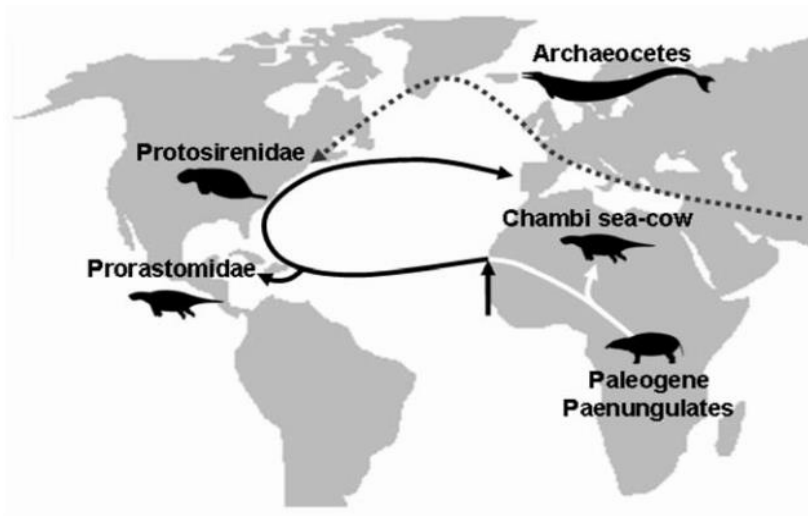 Archaeocetes
Protosirenidae
Chambi sea-cow
Prorastomidae
Paleogene
Paenungulates